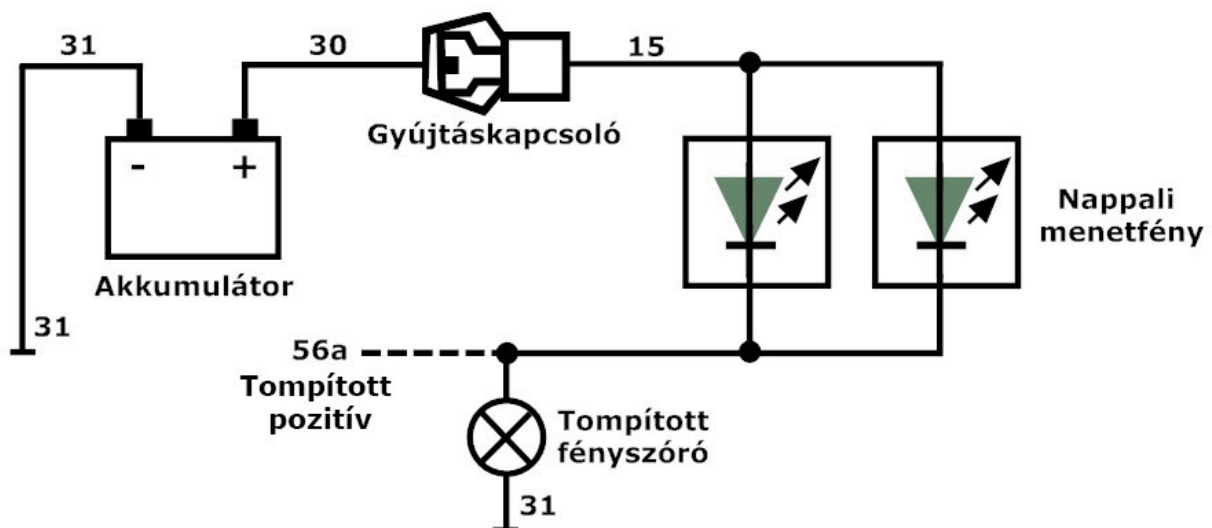 31
30
15
Gyújtáskapcsoló
- +
Akkumulátor
Nappali
menetfény
31
56a
Tompított
pozitív
Tompított
fényszóró
31